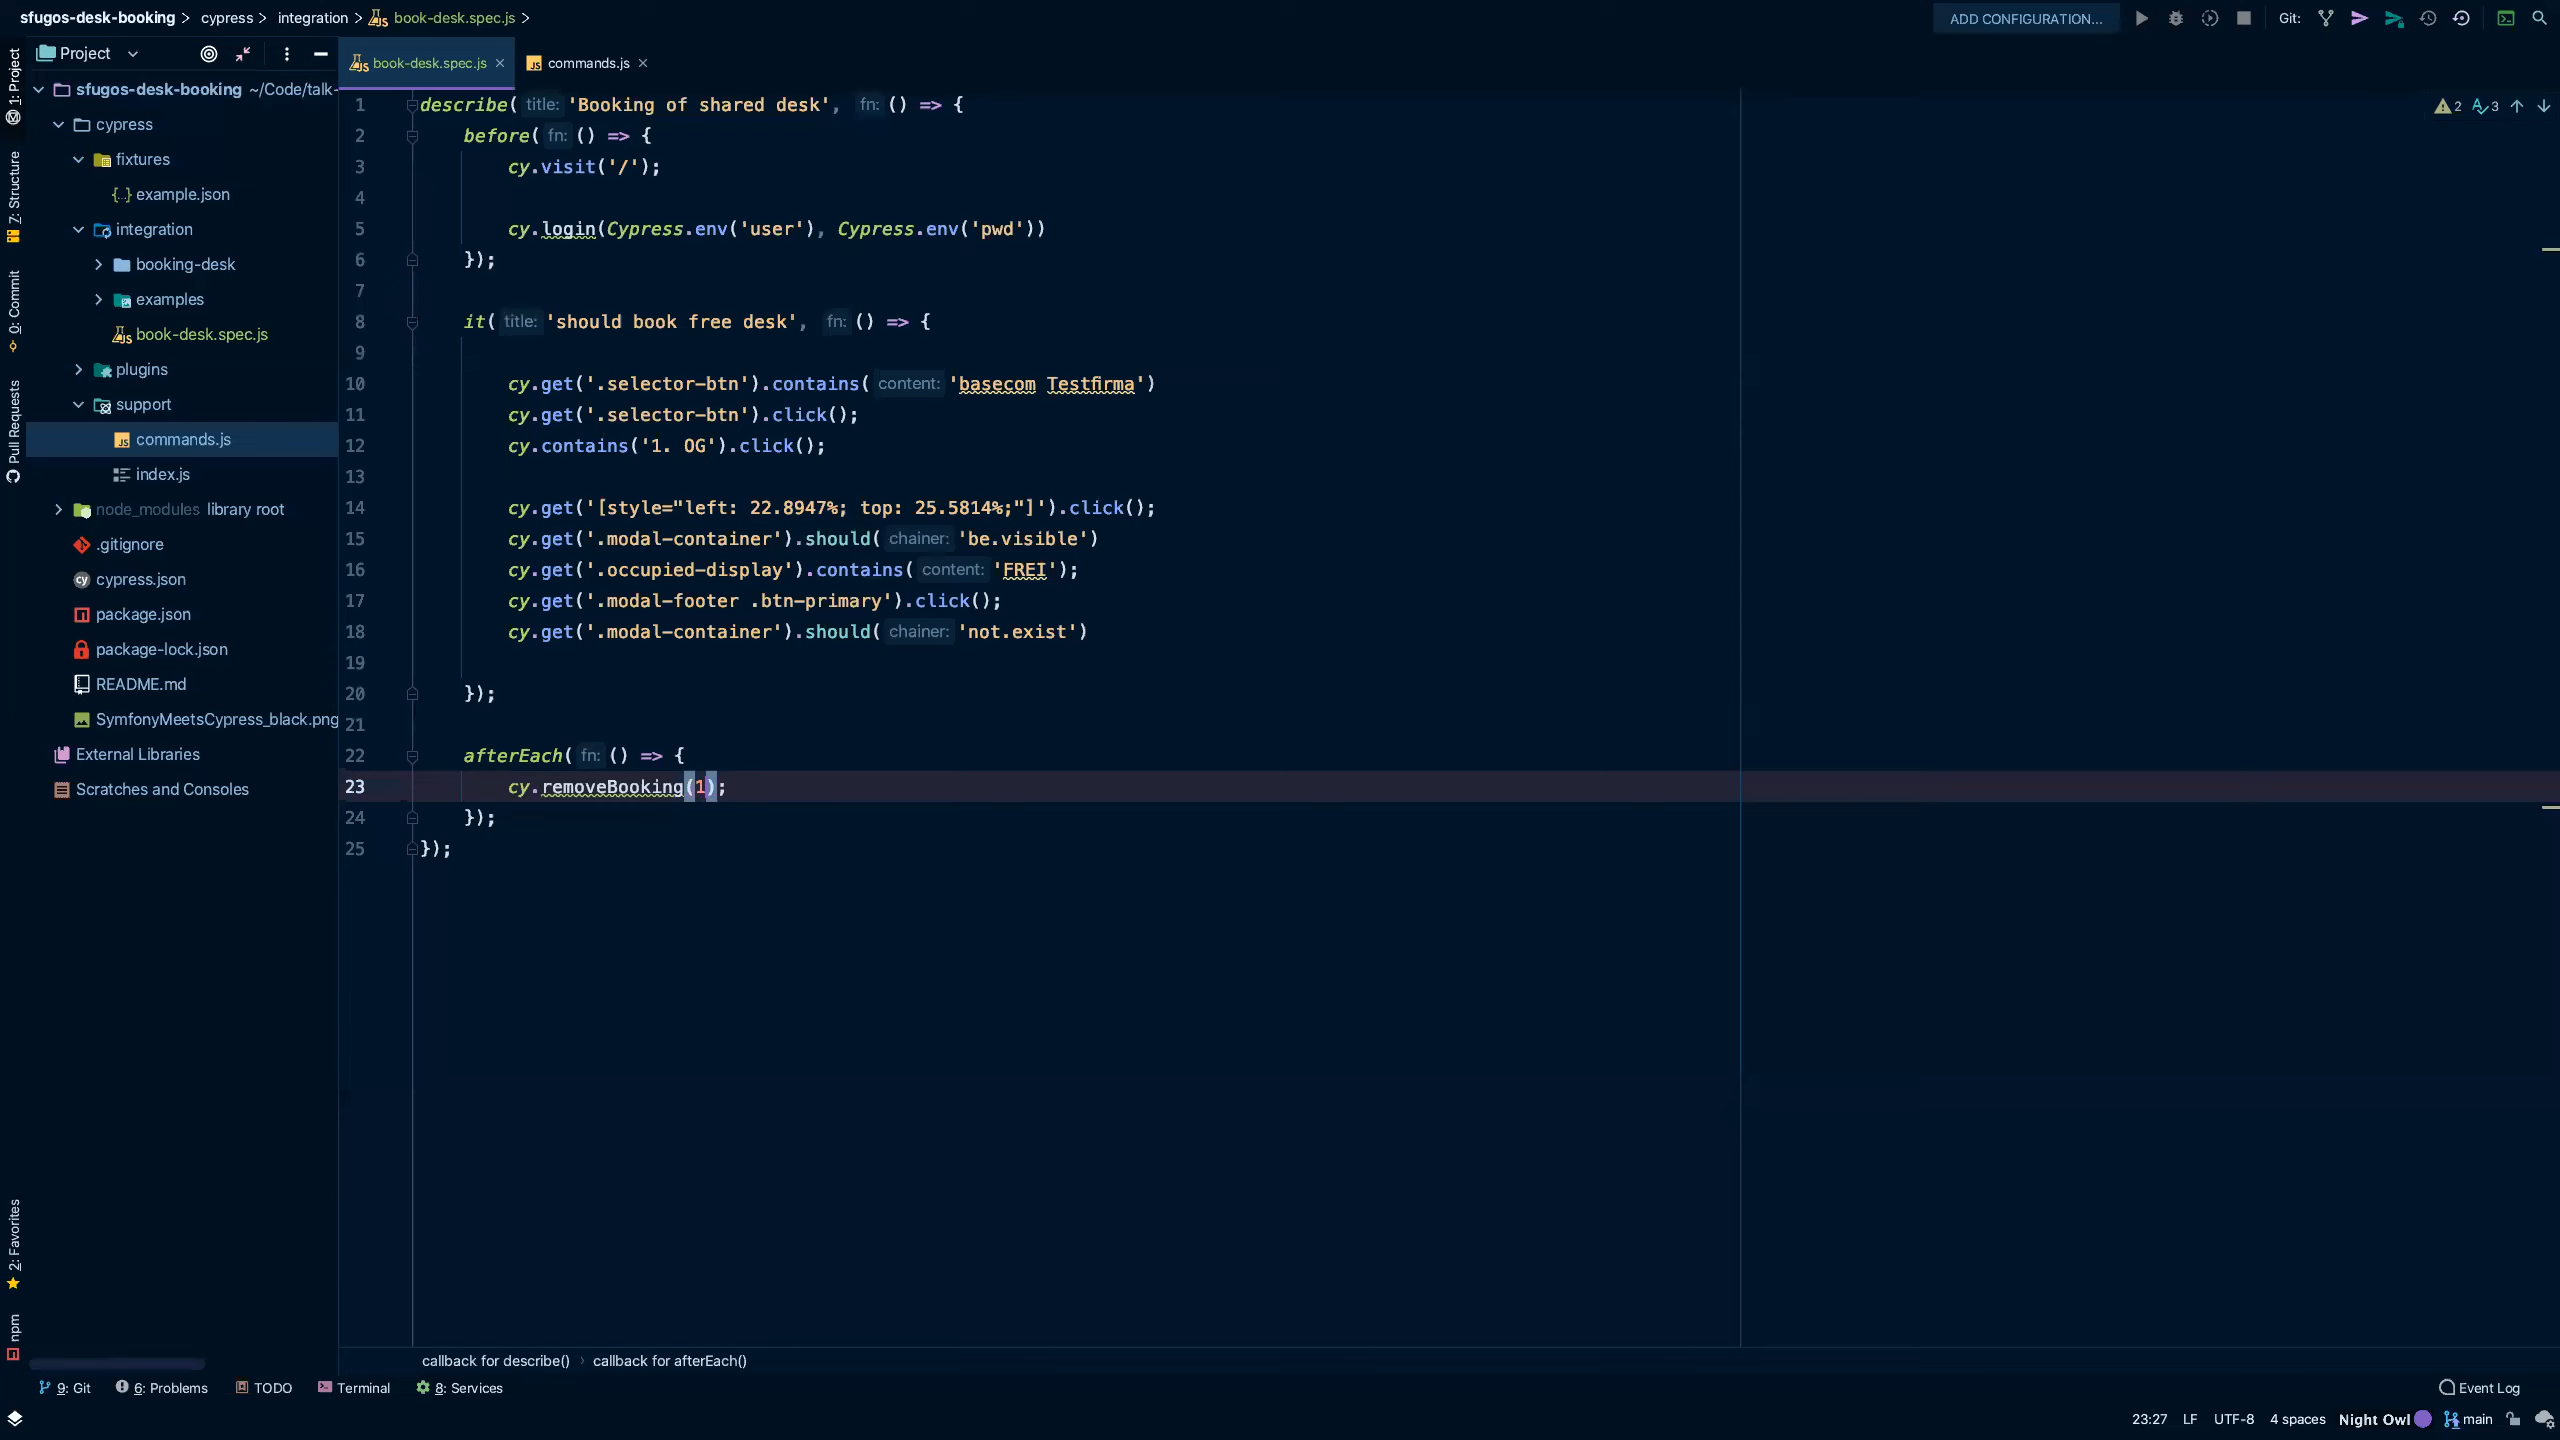 sfugos-desk-booking > cypress > integration > book-desk.spec.js >
ADD CONFIGURATION...
Git:
Project
book-desk.spec.js ×
commands.js ×
1: Project
7: Structure
0: Commit
Pull Requests
2: Favorites
npm
sfugos-desk-booking ~/Code/talk-
cypress
fixtures
example.json
integration
booking-desk
examples
book-desk.spec.js
plugins
support
commands.js
index.js
node_modules library root
.gitignore
cypress.json
package.json
package-lock.json
README.md
SymfonyMeetsCypress_black.png
External Libraries
Scratches and Consoles
2 3
1 describe( title: 'Booking of shared desk', fn: () => {
2 before( fn: () => {
3 cy.visit('/');
4
5 cy.login(Cypress.env('user'), Cypress.env('pwd'))
6 });
7
8 it( title: 'should book free desk', fn: () => {
9
10 cy.get('.selector-btn').contains( content: 'basecom Testfirma')
11 cy.get('.selector-btn').click();
12 cy.contains('1. OG').click();
13
14 cy.get('[style="left: 22.8947%; top: 25.5814%;"]').click();
15 cy.get('.modal-container').should( chainer: 'be.visible')
16 cy.get('.occupied-display').contains( content: 'FREI');
17 cy.get('.modal-footer .btn-primary').click();
18 cy.get('.modal-container').should( chainer: 'not.exist')
19
20 });
21
22 afterEach( fn: () => {
23 cy.removeBooking(1);
24 });
25 });
callback for describe() › callback for afterEach()
9: Git
6: Problems
TODO
Terminal
8: Services
Event Log
23:27 LF UTF-8 4 spaces Night Owl main